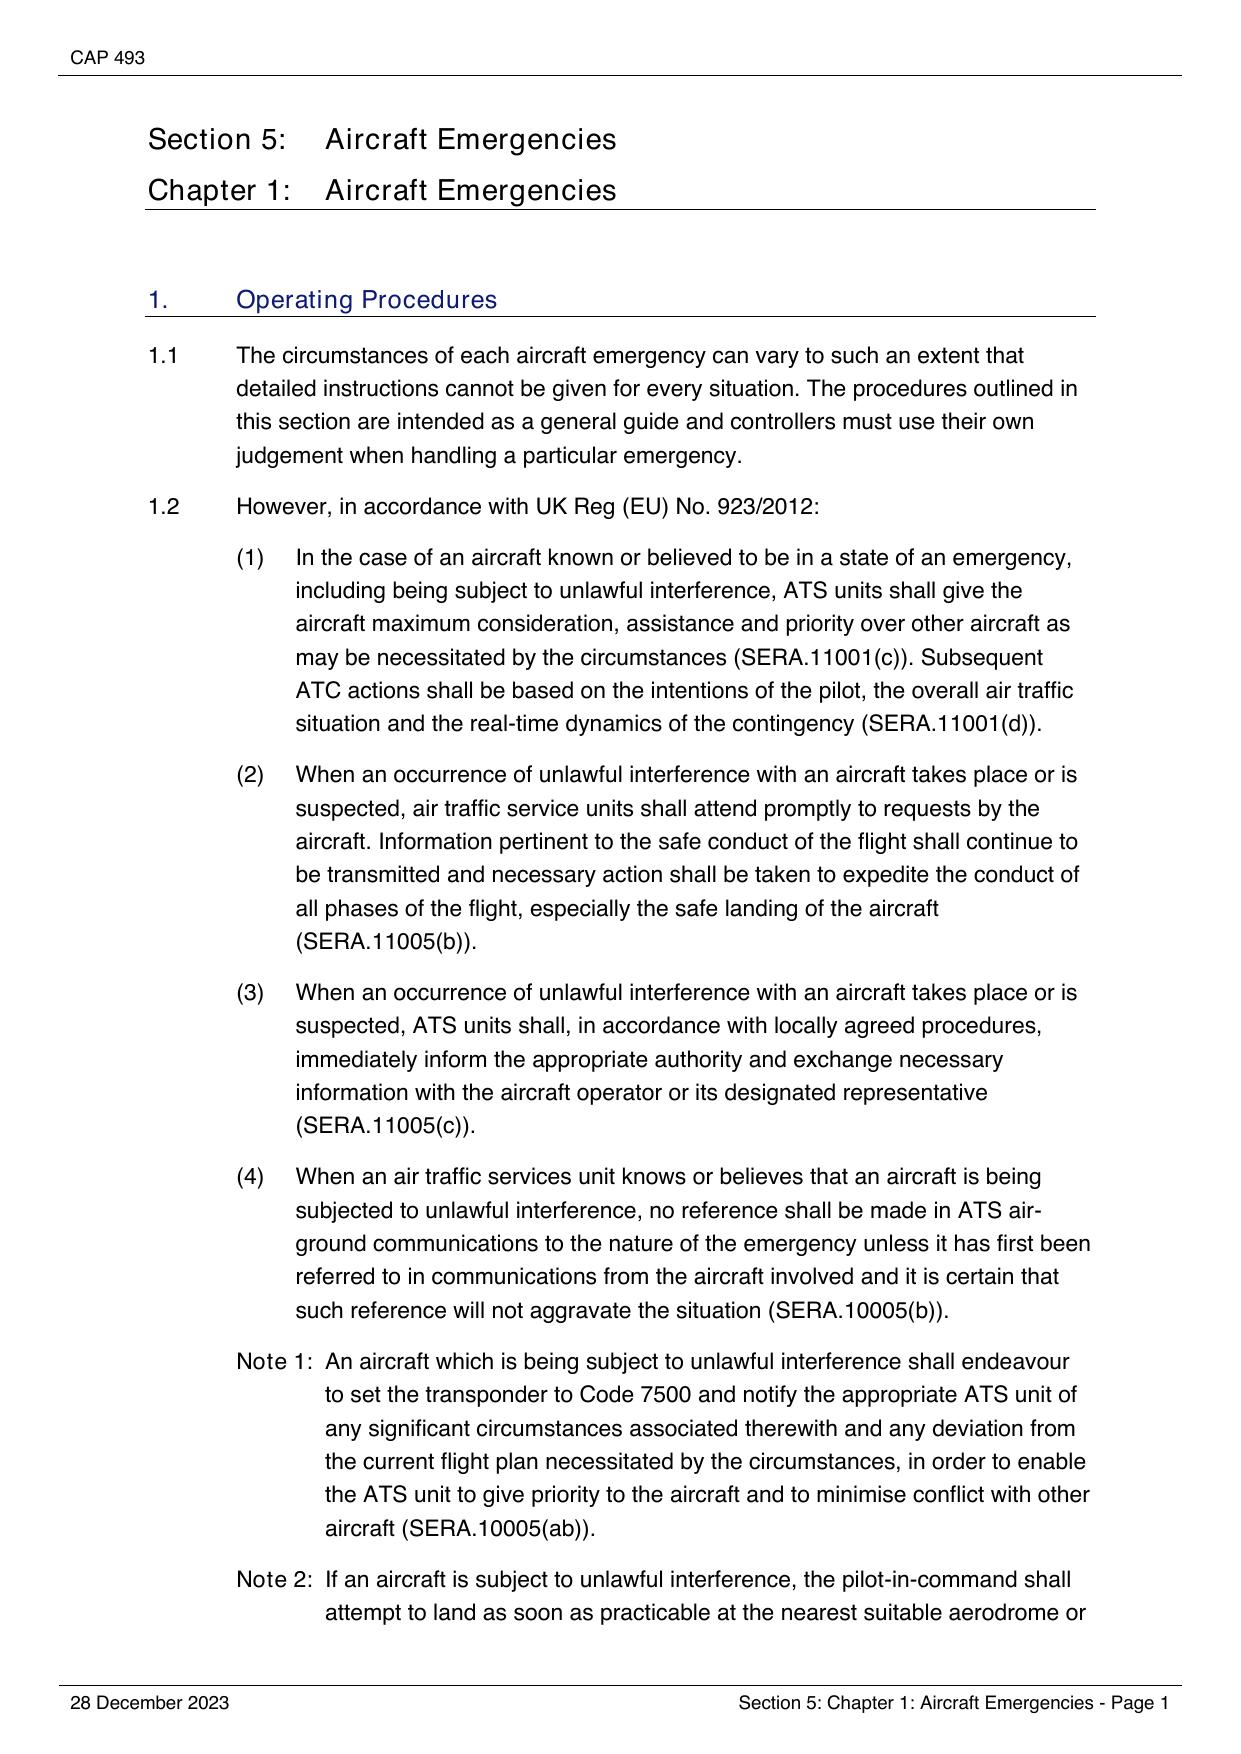 CAP 493
Section 5: Aircraft Emergencies
Chapter 1: Aircraft Emergencies
1. Operating Procedures
1.1 The circumstances of each aircraft emergency can vary to such an extent that
detailed instructions cannot be given for every situation. The procedures outlined in
this section are intended as a general guide and controllers must use their own
judgement when handling a particular emergency.
1.2 However, in accordance with UK Reg (EU) No. 923/2012:
(1) In the case of an aircraft known or believed to be in a state of an emergency,
including being subject to unlawful interference, ATS units shall give the
aircraft maximum consideration, assistance and priority over other aircraft as
may be necessitated by the circumstances (SERA.11001(c)). Subsequent
ATC actions shall be based on the intentions of the pilot, the overall air traffic
situation and the real-time dynamics of the contingency (SERA.11001(d)).
(2) When an occurrence of unlawful interference with an aircraft takes place or is
suspected, air traffic service units shall attend promptly to requests by the
aircraft. Information pertinent to the safe conduct of the flight shall continue to
be transmitted and necessary action shall be taken to expedite the conduct of
all phases of the flight, especially the safe landing of the aircraft
(SERA.11005(b)).
(3) When an occurrence of unlawful interference with an aircraft takes place or is
suspected, ATS units shall, in accordance with locally agreed procedures,
immediately inform the appropriate authority and exchange necessary
information with the aircraft operator or its designated representative
(SERA.11005(c)).
(4) When an air traffic services unit knows or believes that an aircraft is being
subjected to unlawful interference, no reference shall be made in ATS air-
ground communications to the nature of the emergency unless it has first been
referred to in communications from the aircraft involved and it is certain that
such reference will not aggravate the situation (SERA.10005(b)).
Note 1: An aircraft which is being subject to unlawful interference shall endeavour
to set the transponder to Code 7500 and notify the appropriate ATS unit of
any significant circumstances associated therewith and any deviation from
the current flight plan necessitated by the circumstances, in order to enable
the ATS unit to give priority to the aircraft and to minimise conflict with other
aircraft (SERA.10005(ab)).
Note 2: If an aircraft is subject to unlawful interference, the pilot-in-command shall
attempt to land as soon as practicable at the nearest suitable aerodrome or
28 December 2023 Section 5: Chapter 1: Aircraft Emergencies - Page 1